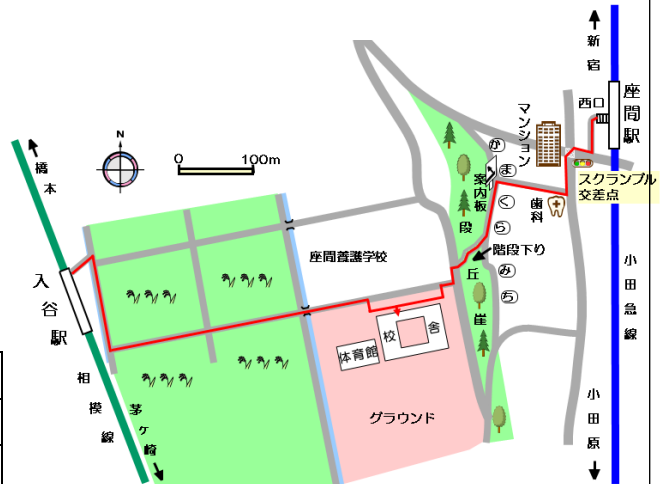 新宿
座間駅
西口
マンション
スクランブル
交差点
歯科
かまくらみち
案内板
階段下り
段丘崖
小田急線
小田原
N
0 100m
橋本
入谷駅
相模線
茅ケ崎
座間養護学校
校舎
体育館
グラウンド